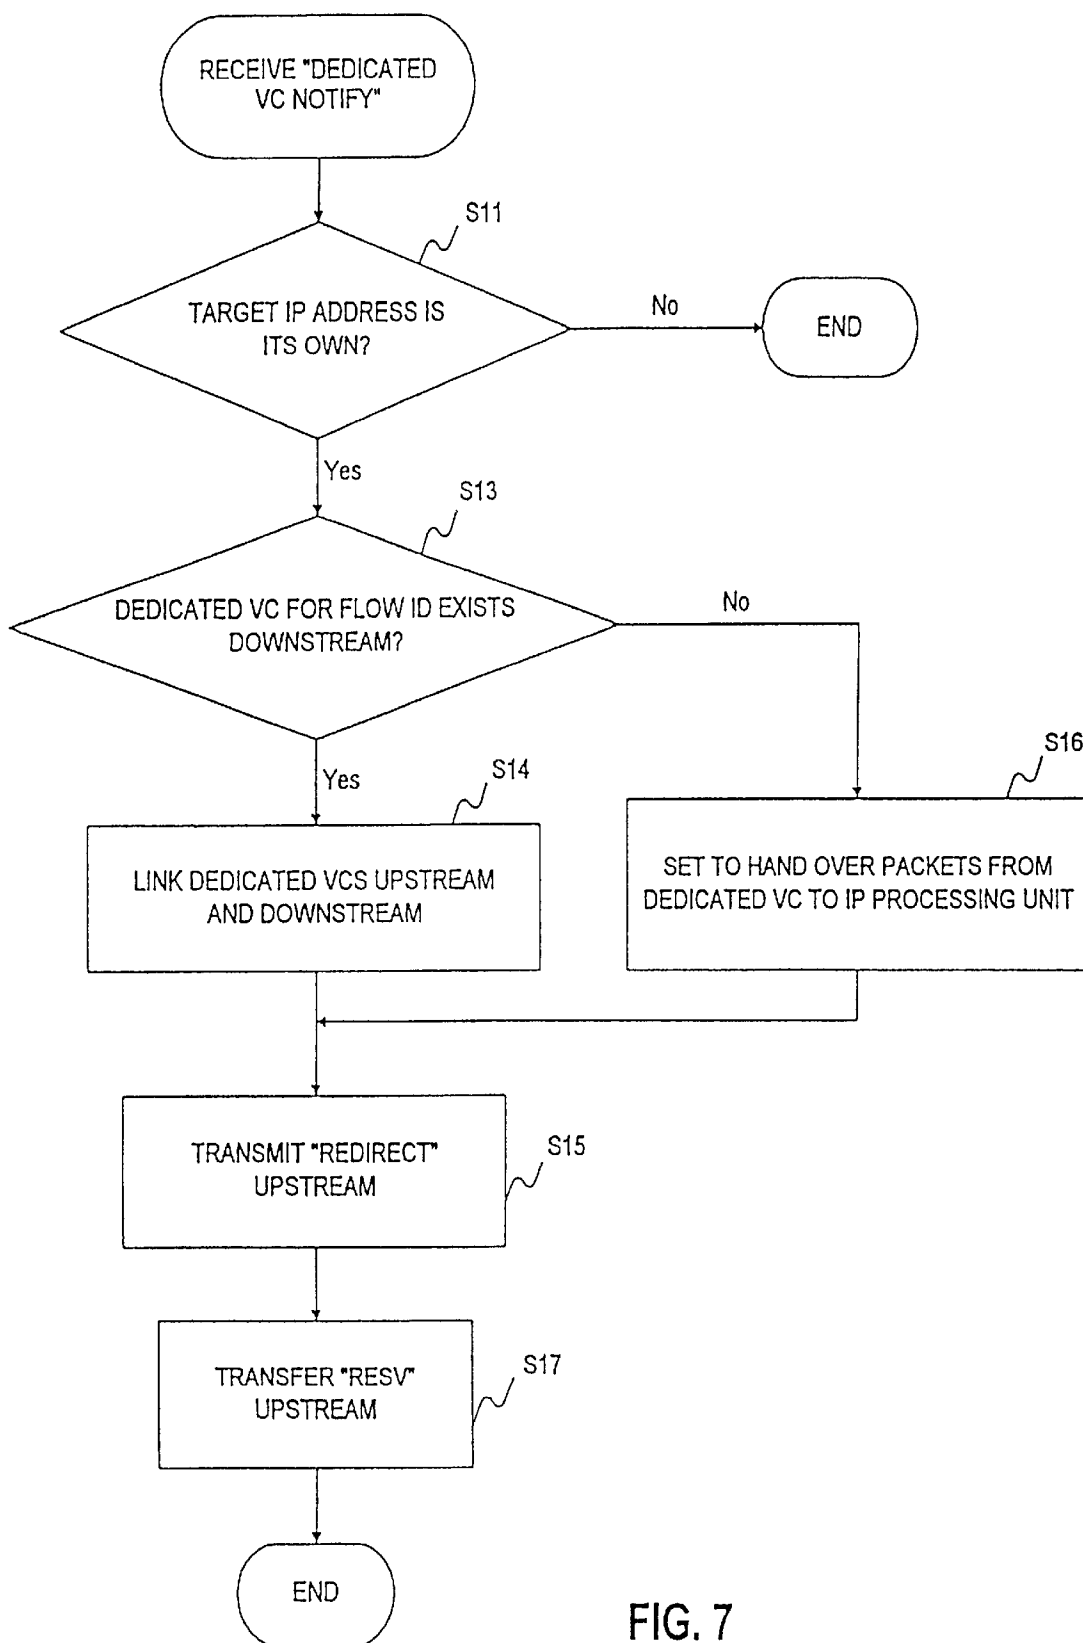 RECEIVE "DEDICATED
VC NOTIFY"
S11
TARGET IP ADDRESS IS
ITS OWN?
No
END
Yes
S13
DEDICATED VC FOR FLOW ID EXISTS
DOWNSTREAM?
No
Yes
S14
S16
LINK DEDICATED VCS UPSTREAM
AND DOWNSTREAM
SET TO HAND OVER PACKETS FROM
DEDICATED VC TO IP PROCESSING UNIT
TRANSMIT "REDIRECT"
UPSTREAM
S15
TRANSFER "RESV"
UPSTREAM
S17
END
FIG. 7